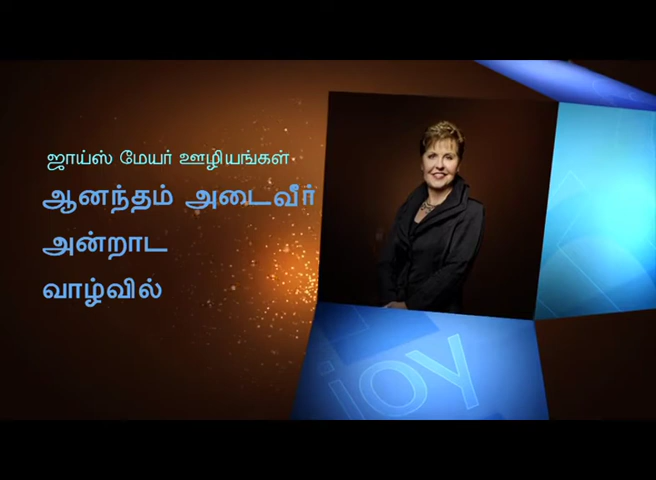 ஜாய்ஸ் மேயர் ஊழியங்கள்
ஆனந்தம் அடைவீர்
அன்றாட
வாழ்வில்
joy